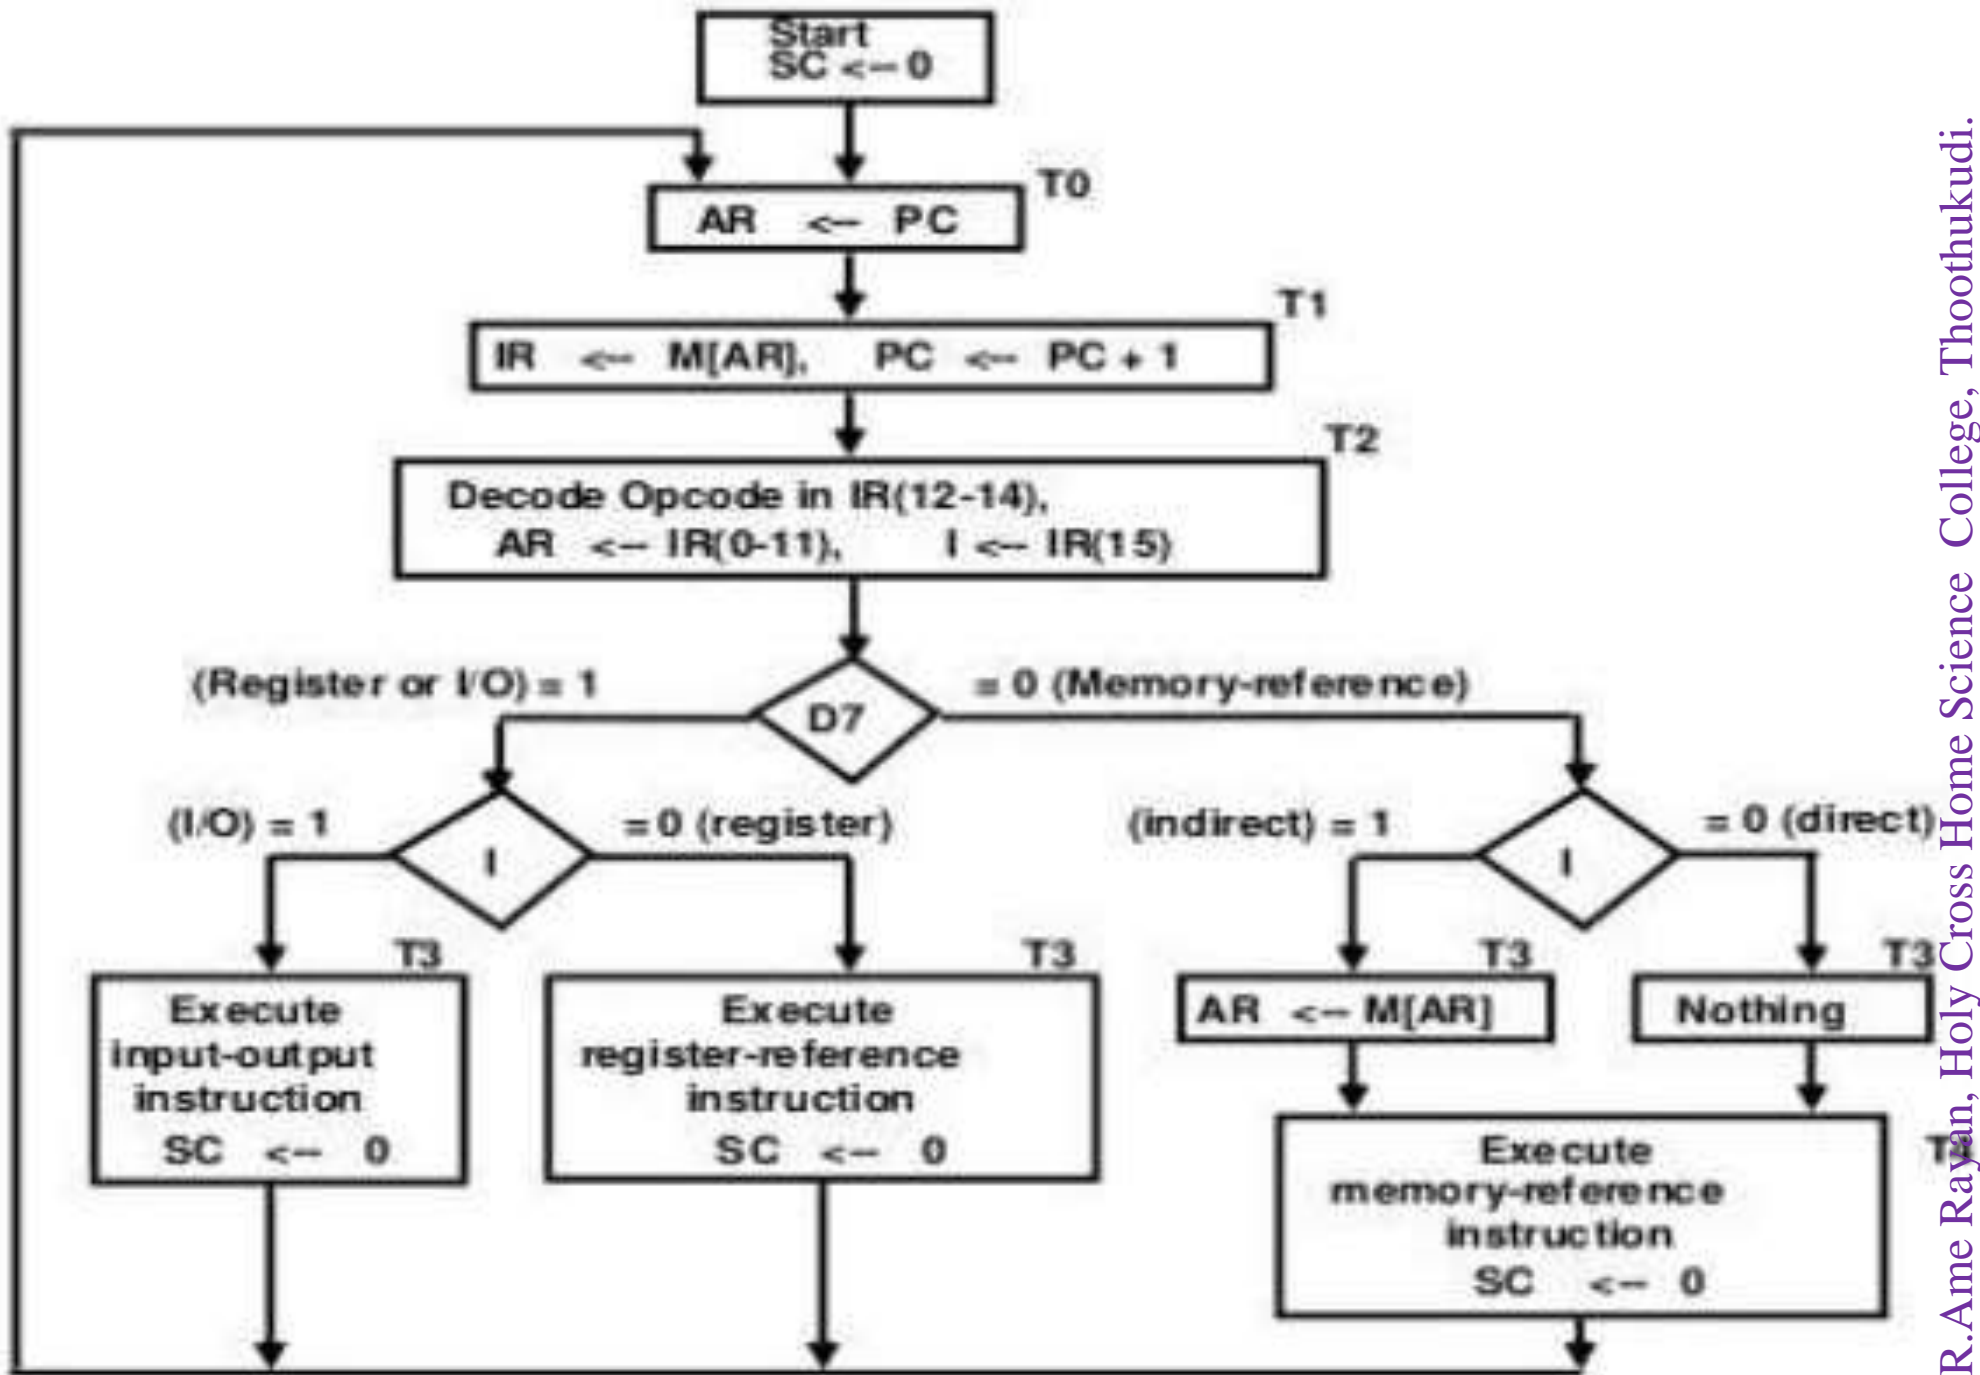 Start
SC <-- 0
T0
AR <-- PC
T1
IR <-- M[AR], PC <-- PC + 1
T2
Decode Opcode in IR(12-14),
AR <-- IR(0-11), I <-- IR(15)
(Register or I/O) = 1
= 0 (Memory-reference)
D7
(I/O) = 1
= 0 (register)
(indirect) = 1
= 0 (direct)
I
I
T3
T3
T3
T3
Execute
input-output
instruction
SC <-- 0
Execute
register-reference
instruction
SC <-- 0
AR <-- M[AR]
Nothing
Execute
memory-reference
instruction
SC <-- 0
R.Ame Rayan, Holy Cross Home Science College, Thoothukudi.